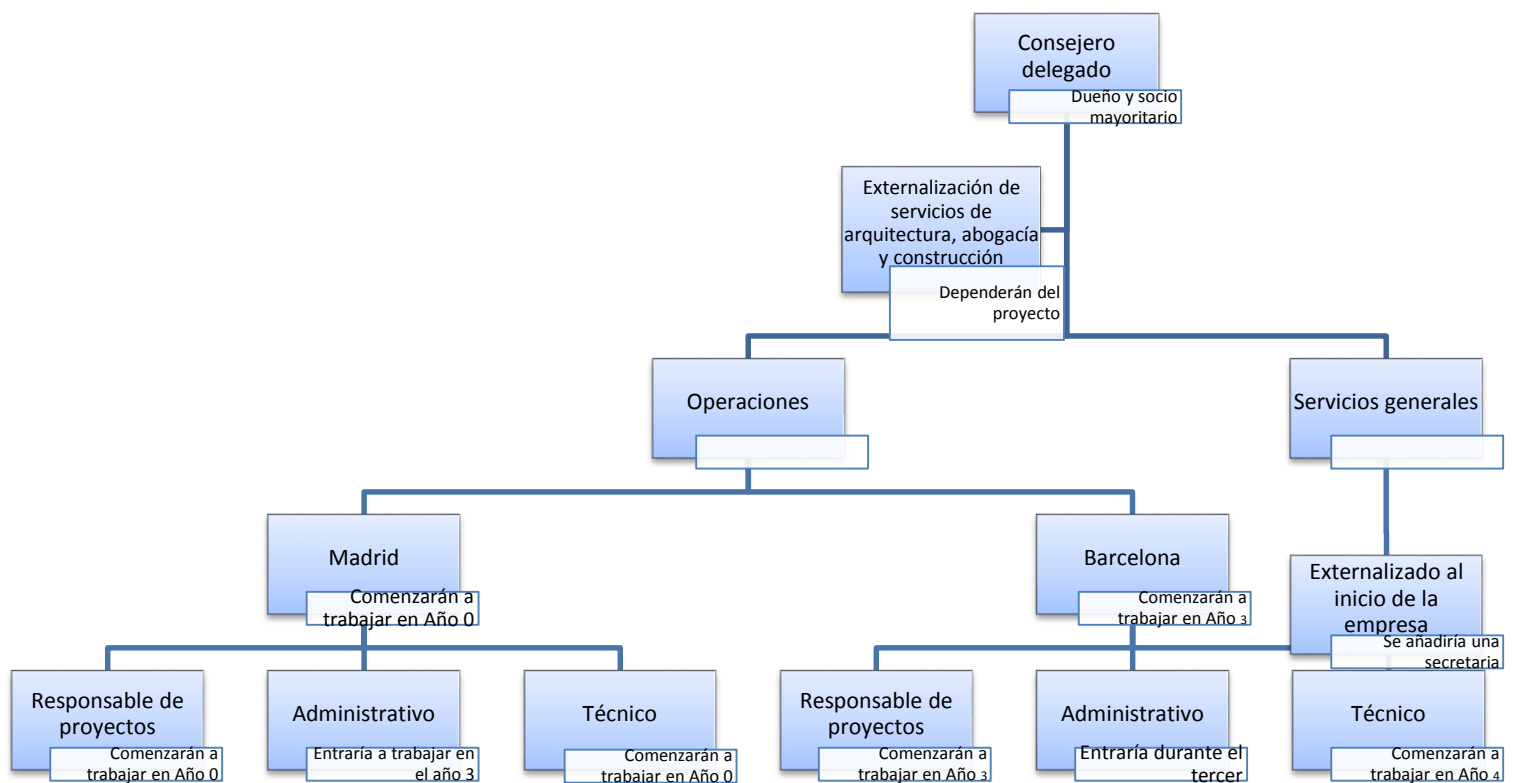 Consejero
delegado
Dueño y socio
mayoritario
Externalización de
servicios de
arquitectura, abogacía
y construcción
Dependerán del
proyecto
Operaciones
Servicios generales
Madrid
Comenzarán a
trabajar en Año 0
Barcelona
Comenzarán a
trabajar en Año 3
Externalizado al
inicio de la
empresa
Se añadiría una
secretaria
Responsable de
proyectos
Comenzarán a
trabajar en Año 0
Administrativo
Entraría a trabajar en
el año 3
Técnico
Comenzarán a
trabajar en Año 0
Responsable de
proyectos
Comenzarán a
trabajar en Año 3
Administrativo
Entraría durante el
tercer
Técnico
Comenzarán a
trabajar en Año 4